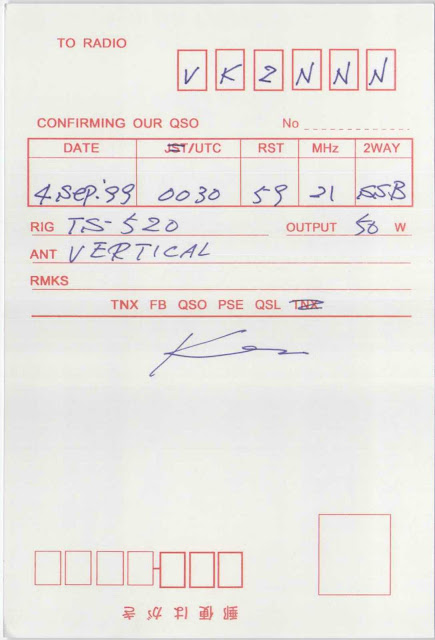 TO RADIO
VK2NNN
CONFIRMING OUR QSO No
DATE JST/UTC RST MHz 2WAY
4.SEP.'99 0030 59 21 SSB
RIG TS-520 OUTPUT 50 W
ANT VERTICAL
RMKS
TNX FB QSO PSE QSL TNX
Ken
郵便はがき